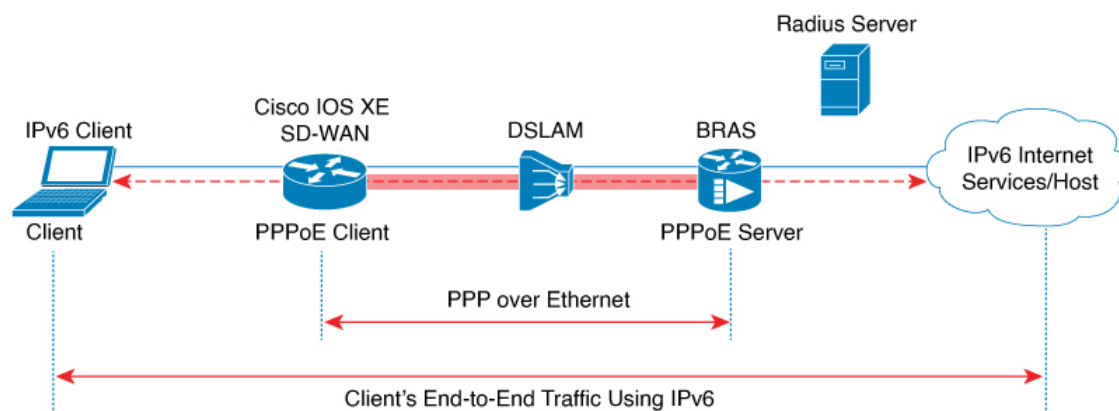 Radius Server
Cisco IOS XE
SD-WAN
IPv6 Client
DSLAM
BRAS
IPv6 Internet
Services/Host
Client
PPPoE Client
PPPoE Server
PPP over Ethernet
Client's End-to-End Traffic Using IPv6